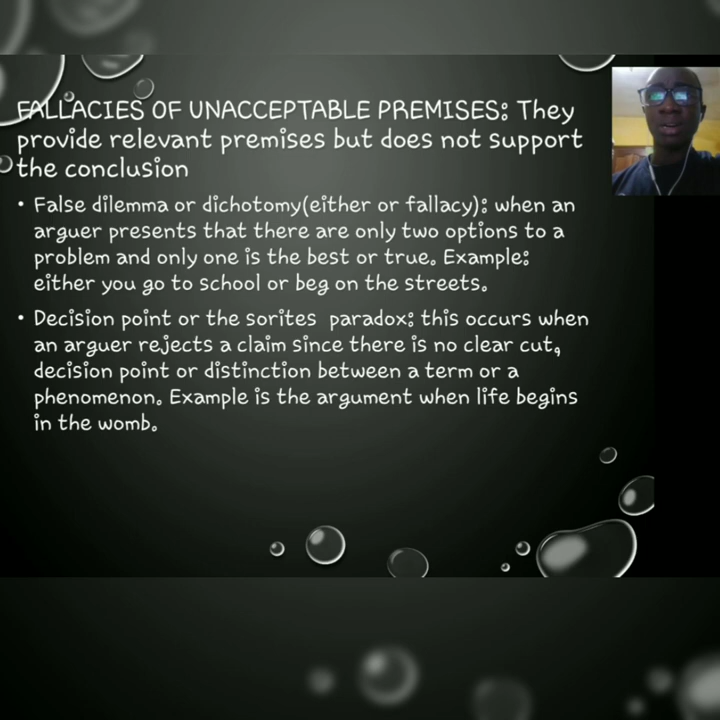 FALLACIES OF UNACCEPTABLE PREMISES: They
provide relevant premises but does not support
the conclusion
• False dilemma or dichotomy(either or fallacy): when an
arguer presents that there are only two options to a
problem and only one is the best or true. Example:
either you go to school or beg on the streets.
• Decision point or the sorites paradox: this occurs when
an arguer rejects a claim since there is no clear cut,
decision point or distinction between a term or a
phenomenon. Example is the argument when life begins
in the womb.